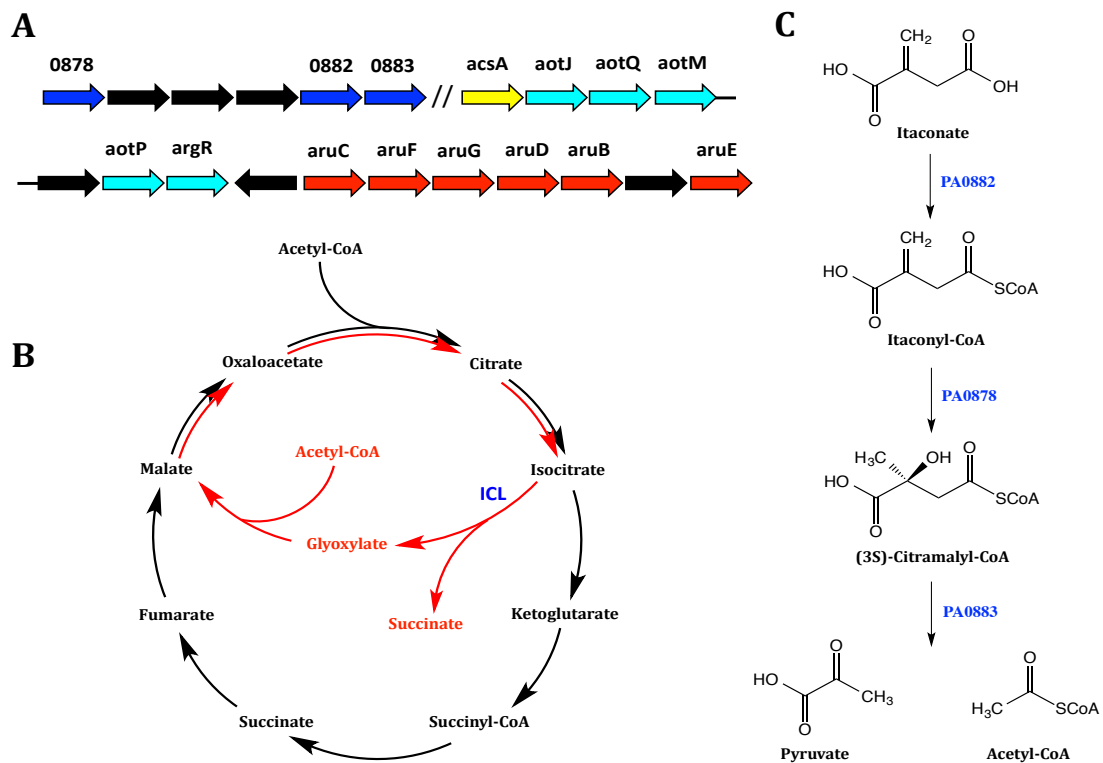 A
0878 0882 0883 // acsA aotJ aotQ aotM
aotP argR aruC aruF aruG aruD aruB aruE
B
Acetyl-CoA
Oxaloacetate Citrate
Malate Acetyl-CoA Isocitrate
ICL
Glyoxylate
Fumarate Succinate Ketoglutarate
Succinate Succinyl-CoA
C
CH2 O
HO OH
O
Itaconate
PA0882
CH2 O
HO SCoA
O
Itaconyl-CoA
PA0878
H3C OH O
HO SCoA
O
(3S)-Citramalyl-CoA
PA0883
O O
HO CH3 H3C SCoA
O
Pyruvate Acetyl-CoA